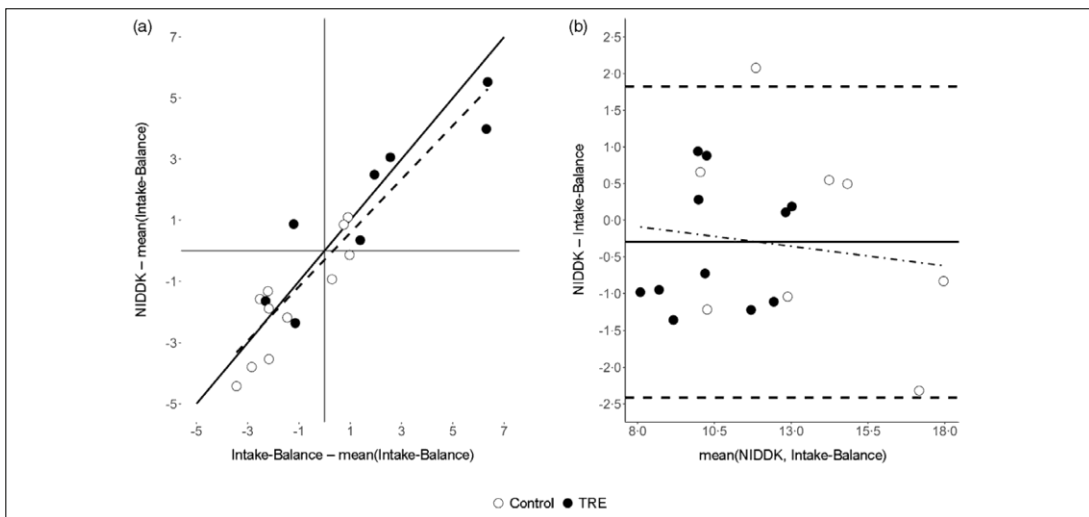 (a)
7
5
3
1
-1
-3
-5
NIDDK – mean(Intake-Balance)
-5 -3 -1 1 3 5 7
Intake-Balance – mean(Intake-Balance)
(b)
2·5
2·0
1·5
1·0
0·5
0·0
-0·5
-1·0
-1·5
-2·0
-2·5
NIDDK – Intake-Balance
8·0 10·5 13·0 15·5 18·0
mean(NIDDK, Intake-Balance)
Control TRE